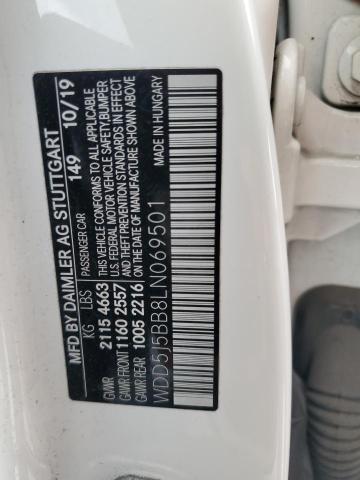 MFD BY DAIMLER AG STUTTGART
PASSENGER CAR 149 10/19
KG LBS
2115 4663
GAWR FRONT 1160 2557
GAWR REAR 1005 2216
THIS VEHICLE CONFORMS TO ALL APPLICABLE
U.S. FEDERAL MOTOR VEHICLE SAFETY, BUMPER
AND THEFT PREVENTION STANDARDS IN EFFECT
ON THE DATE OF MANUFACTURE SHOWN ABOVE
MADE IN HUNGARY
WDD5J5BB8LN069501